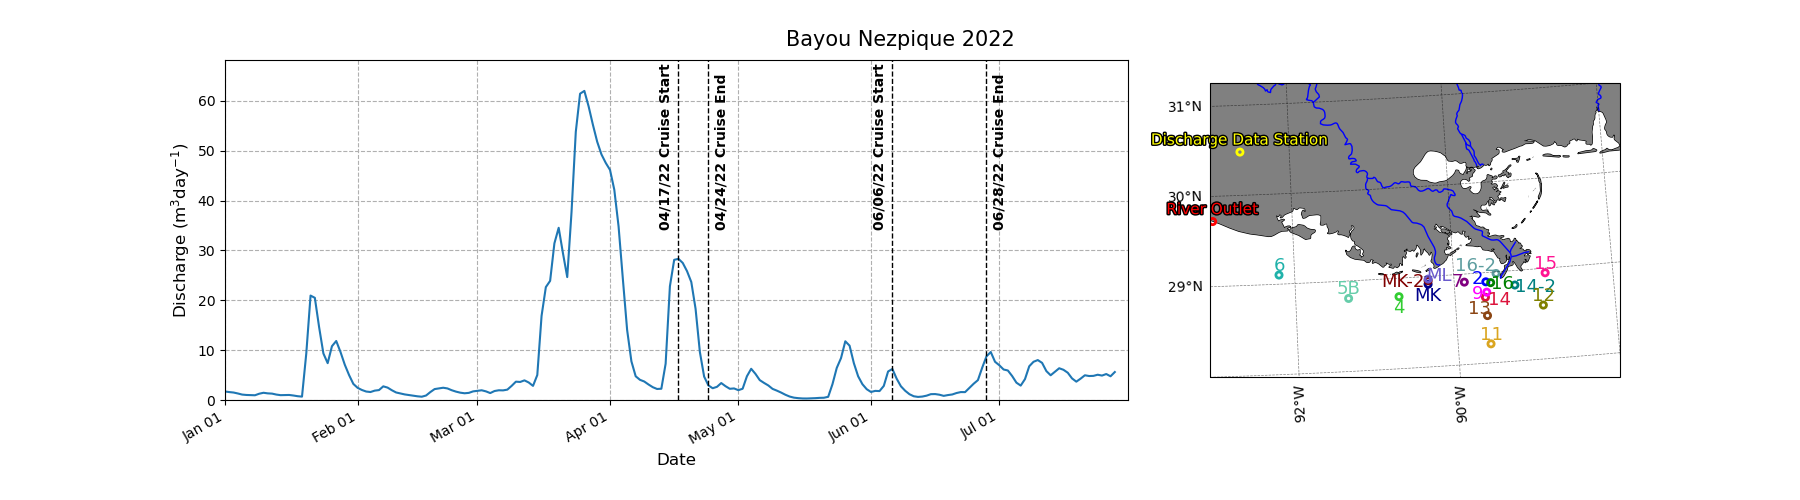 Bayou Nezpique 2022
Discharge (m³day⁻¹)
60
50
40
30
20
10
0
04/17/22 Cruise Start
04/24/22 Cruise End
06/06/22 Cruise Start
06/28/22 Cruise End
Jan 01
Feb 01
Mar 01
Apr 01
May 01
Jun 01
Jul 01
Date
31°N
30°N
29°N
Discharge Data Station
River Outlet
6
5B
4
MK-2
ML
MK
7
16-2
2
16
14-2
15
9
14
12
13
11
92°W
90°W